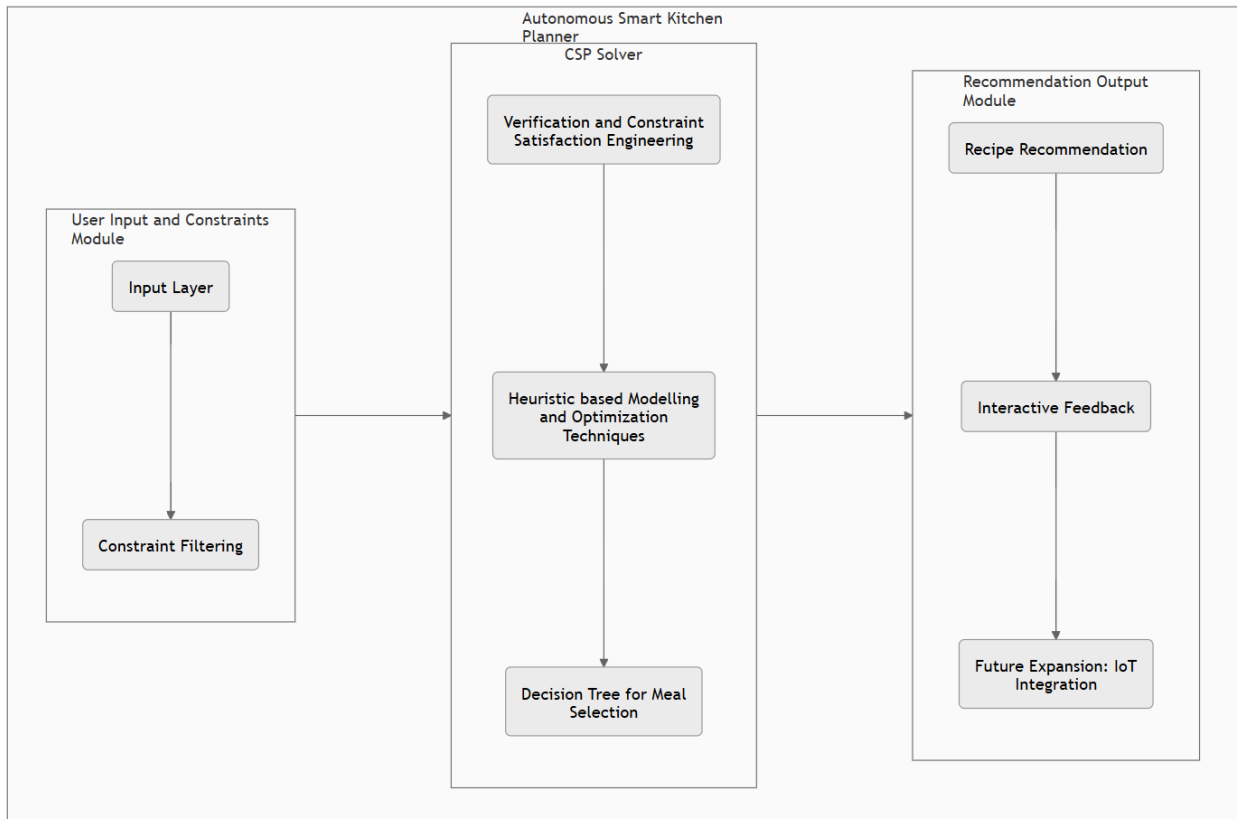 Autonomous Smart Kitchen
Planner
User Input and Constraints
Module
Input Layer
Constraint Filtering
CSP Solver
Verification and Constraint
Satisfaction Engineering
Heuristic based Modelling
and Optimization
Techniques
Decision Tree for Meal
Selection
Recommendation Output
Module
Recipe Recommendation
Interactive Feedback
Future Expansion: IoT
Integration